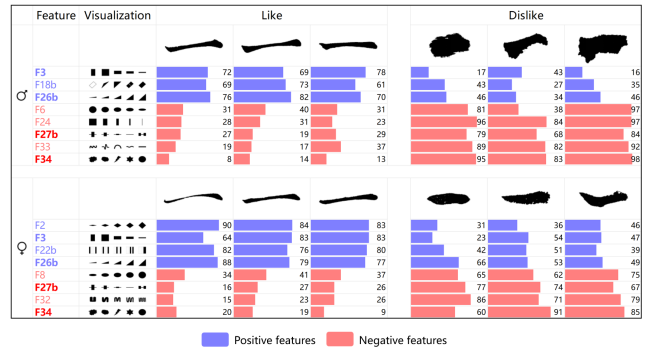 Feature Visualization Like Dislike
♂
F3 72 69 78 17 43 16
F18b 69 73 61 43 27 35
F26b 76 82 70 46 34 46
F6 31 40 31 81 38 97
F24 28 31 23 96 84 97
F27b 27 19 29 79 68 84
F33 19 17 37 89 82 92
F34 8 14 13 95 83 98
♀
F2 90 84 83 31 36 46
F3 64 83 83 23 54 47
F22b 82 76 80 42 51 39
F26b 88 79 77 66 53 49
F8 34 41 37 65 62 75
F27b 16 27 26 77 74 67
F32 15 23 26 86 71 79
F34 20 19 9 60 91 85
Positive features Negative features